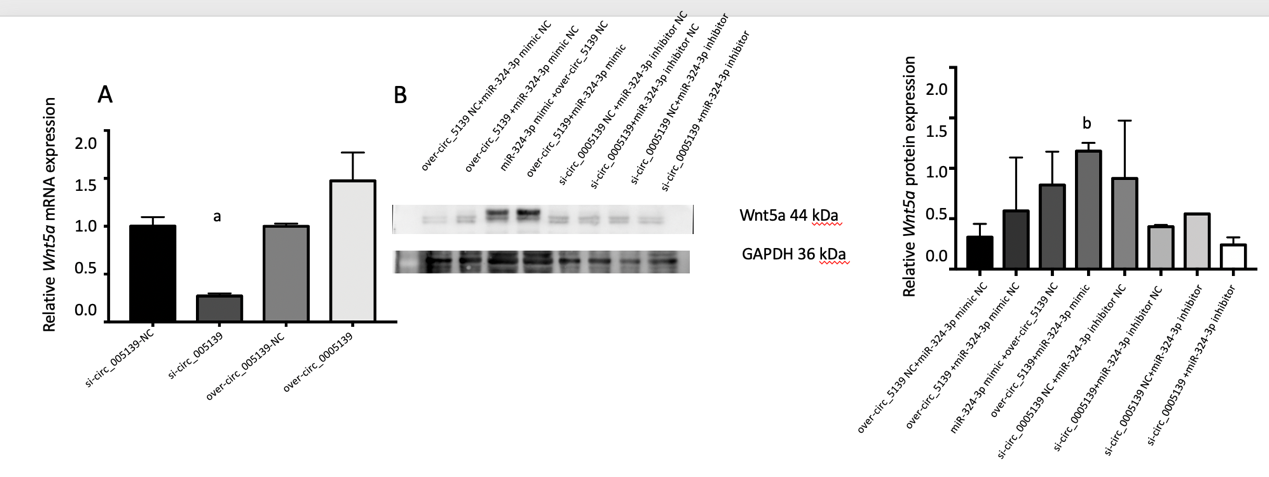 A
Relative Wnt5a mRNA expression
2.0
1.5
1.0
0.5
0.0
a
si-circ_005139-NC
si-circ_005139
over-circ_005139-NC
over-circ_0005139
B
over-circ_5139 NC+miR-324-3p mimic NC
over-circ_5139 +miR-324-3p mimic NC
miR-324-3p mimic +over-circ_5139 NC
over-circ_5139+miR-324-3p mimic
si-circ_0005139 NC +miR-324-3p inhibitor NC
si-circ_0005139+miR-324-3p inhibitor NC
si-circ_0005139 NC+miR-324-3p inhibitor
si-circ_0005139 +miR-324-3p inhibitor
Wnt5a 44 kDa
GAPDH 36 kDa
Relative Wnt5a protein expression
2.0
1.5
1.0
0.5
0.0
b
over-circ_5139 NC+miR-324-3p mimic NC
over-circ_5139 +miR-324-3p mimic NC
miR-324-3p mimic +over-circ_5139 NC
over-circ_5139+miR-324-3p mimic
si-circ_0005139 NC +miR-324-3p inhibitor NC
si-circ_0005139+miR-324-3p inhibitor NC
si-circ_0005139 NC+miR-324-3p inhibitor
si-circ_0005139 +miR-324-3p inhibitor